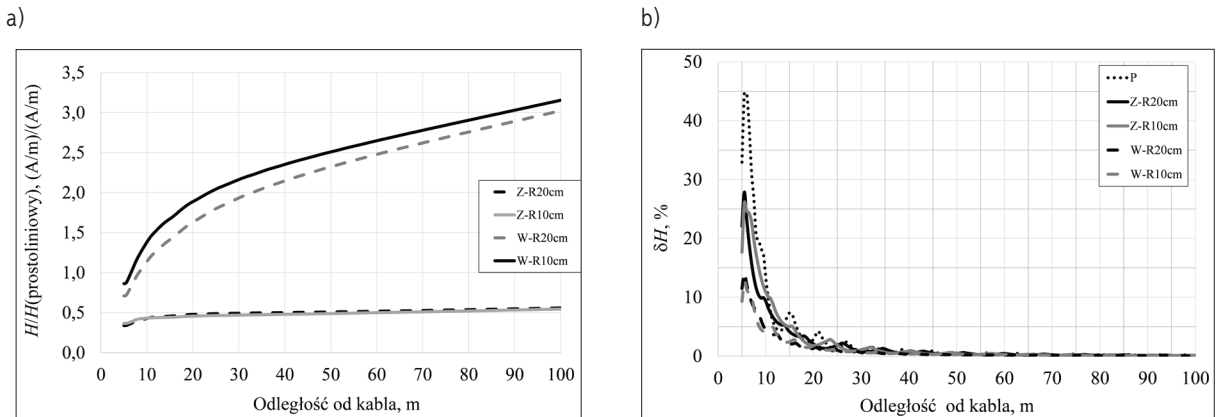 a)
3,5
3,0
2,5
2,0
1,5
1,0
0,5
0,0
H/H(prostoliniowy), (A/m)/(A/m)
0 10 20 30 40 50 60 70 80 90 100
Odległość od kabla, m
Z-R20cm
Z-R10cm
W-R20cm
W-R10cm
b)
50
40
30
20
10
0
δH, %
0 10 20 30 40 50 60 70 80 90 100
Odległość od kabla, m
P
Z-R20cm
Z-R10cm
W-R20cm
W-R10cm